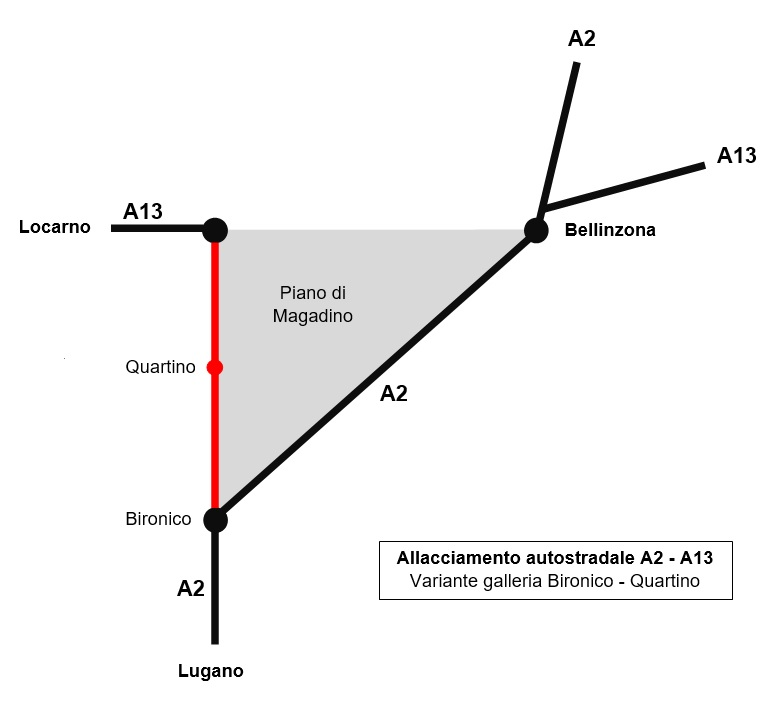 A2
A13
A13
Locarno
Bellinzona
Piano di
Magadino
Quartino
A2
Bironico
Allacciamento autostradale A2 - A13
Variante galleria Bironico - Quartino
A2
Lugano